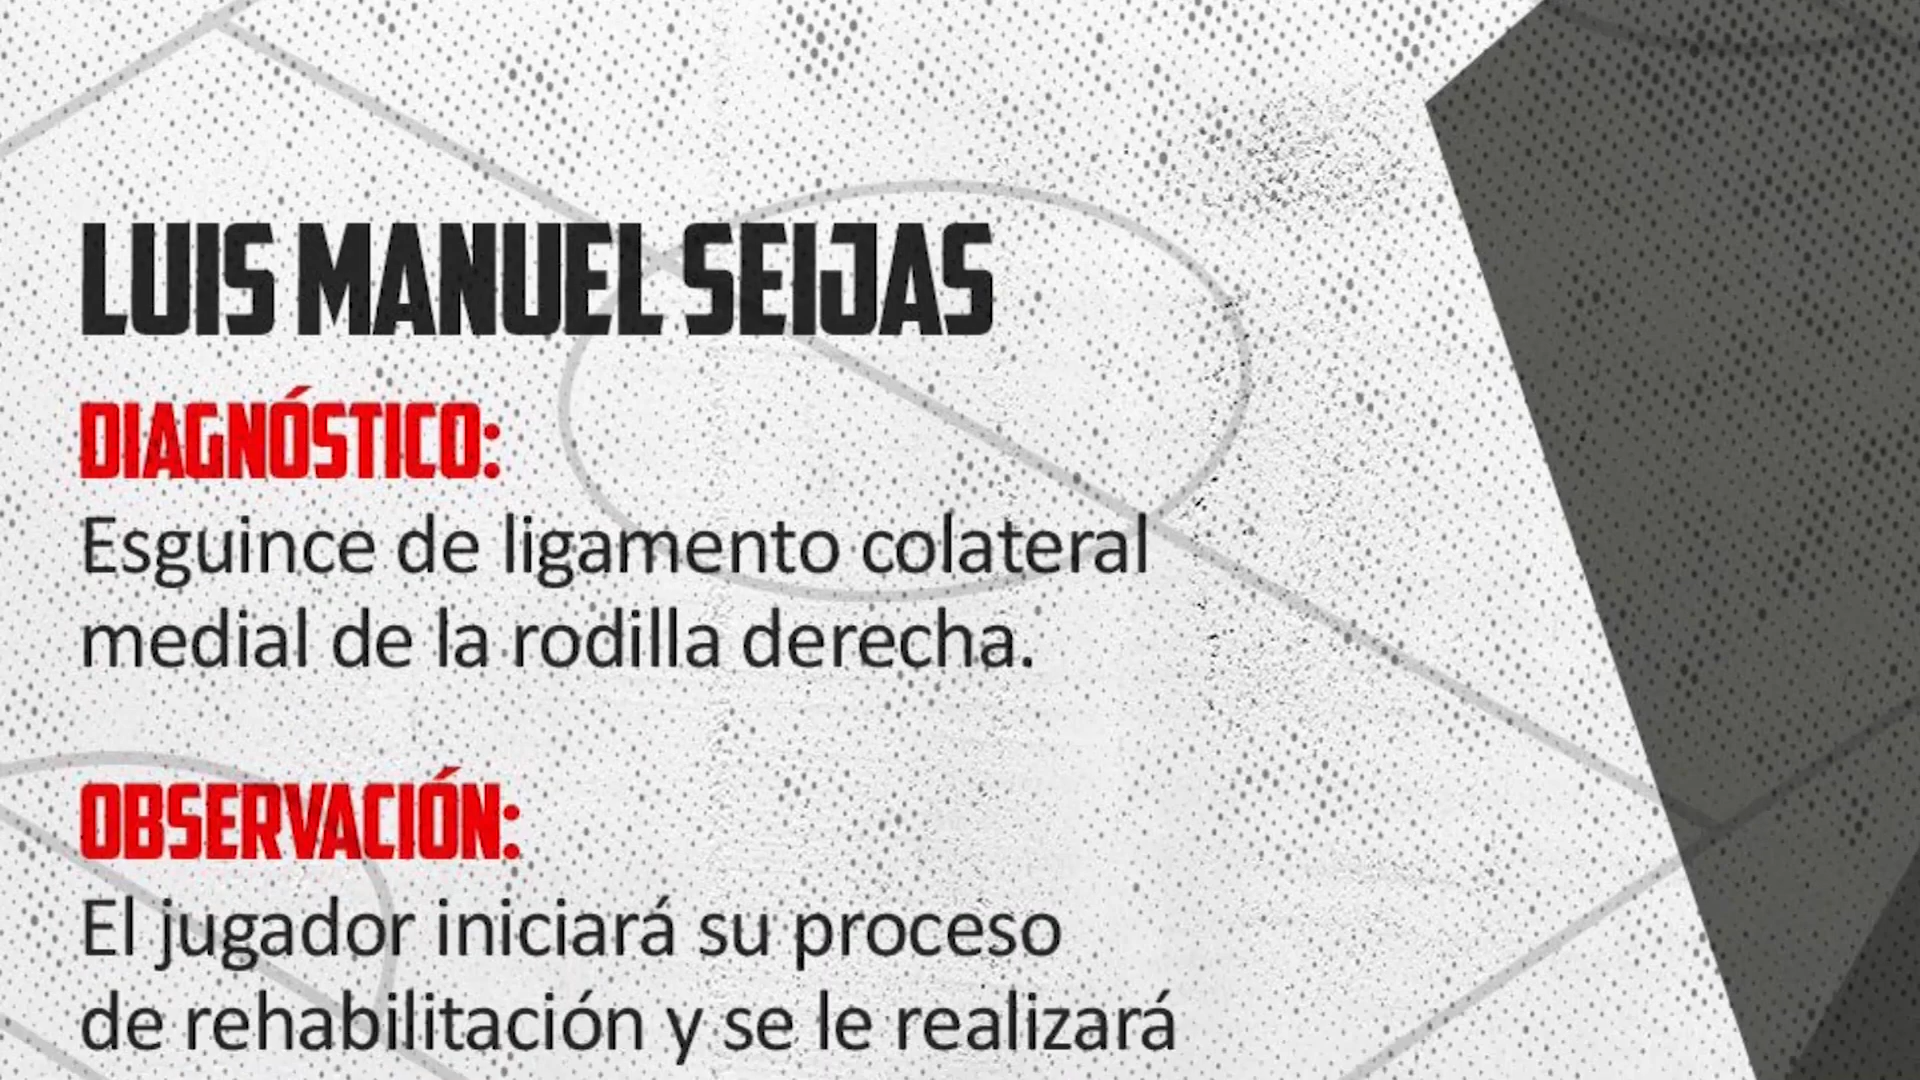 LUIS MANUEL SEIJAS
DIAGNÓSTICO:
Esguince de ligamento colateral
medial de la rodilla derecha.
OBSERVACIÓN:
El jugador iniciará su proceso
de rehabilitación y se le realizará